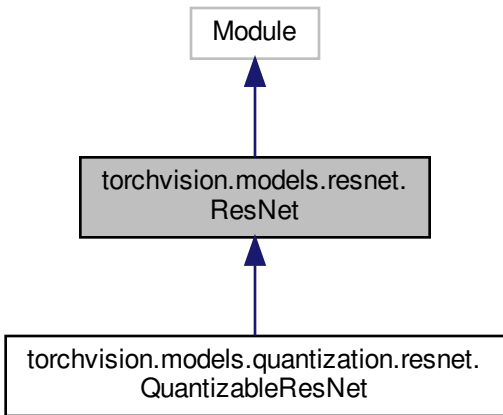 Module
torchvision.models.resnet.
ResNet
torchvision.models.quantization.resnet.
QuantizableResNet